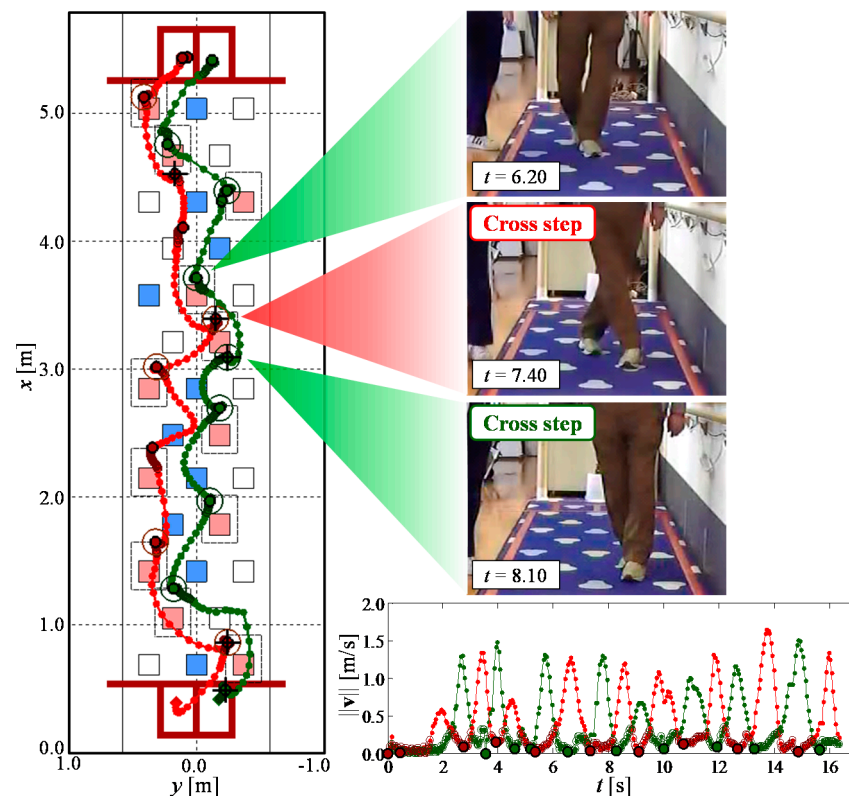 5.0
4.0
3.0
2.0
1.0
0.0
x [m]
1.0
0.0
-1.0
y [m]
t = 6.20
Cross step
t = 7.40
Cross step
t = 8.10
2.0
1.5
1.0
0.5
0.0
||v|| [m/s]
0 2 4 6 8 10 12 14 16
t [s]